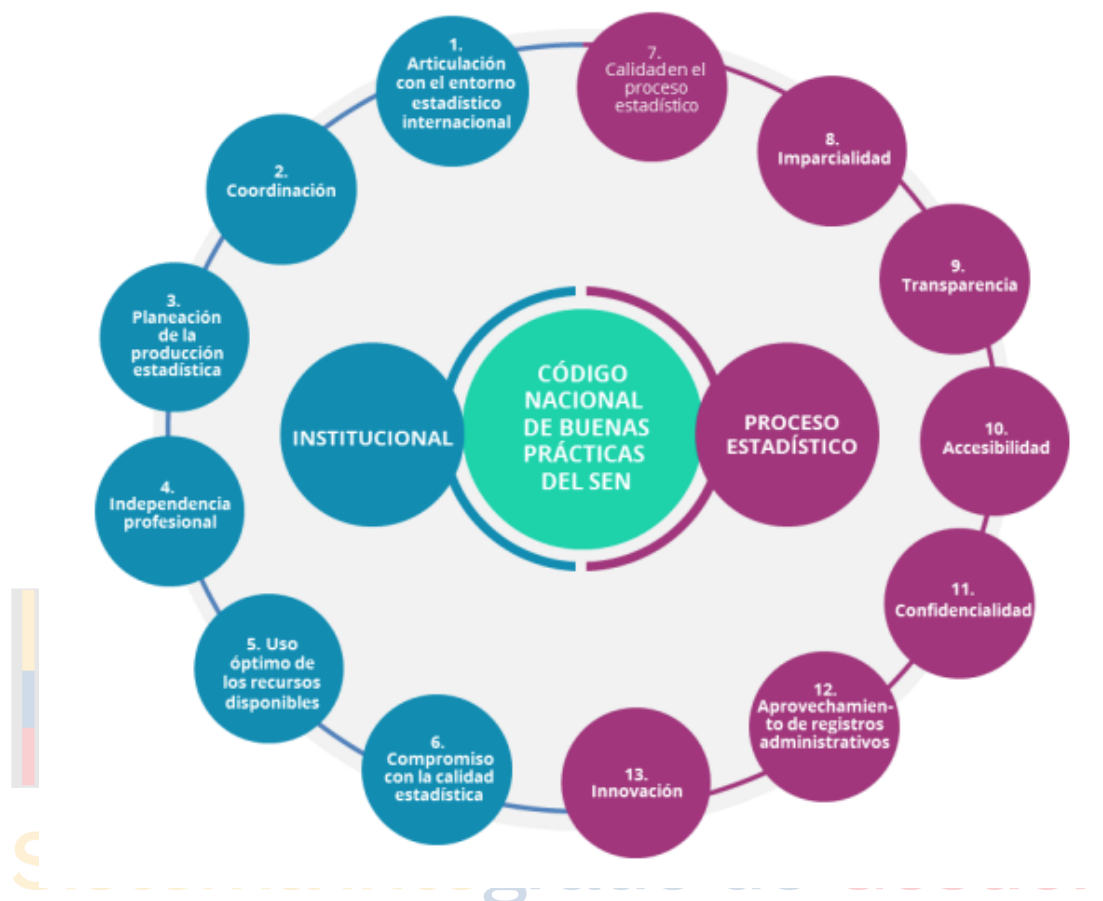 1.
Articulación
con el entorno
estadístico
internacional
2.
Coordinación
3.
Planeación
de la
producción
estadística
4.
Independencia
profesional
5. Uso
óptimo de
los recursos
disponibles
6.
Compromiso
con la calidad
estadística
INSTITUCIONAL
CÓDIGO
NACIONAL
DE BUENAS
PRÁCTICAS
DEL SEN
PROCESO
ESTADÍSTICO
7.
Calidad en el
proceso
estadístico
8.
Imparcialidad
9.
Transparencia
10.
Accesibilidad
11.
Confidencialidad
12.
Aprovechamien-
to de registros
administrativos
13.
Innovación